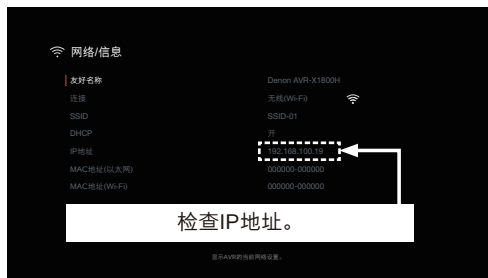 网络/信息
友好名称 Denon AVR-X1800H
连接 无线(Wi-Fi)
SSID SSID-01
DHCP 开
IP地址 192.168.100.19
MAC地址(以太网) 000000-000000
MAC地址(Wi-Fi) 000000-000000
检查IP地址。
显示AVR的当前网络设置。